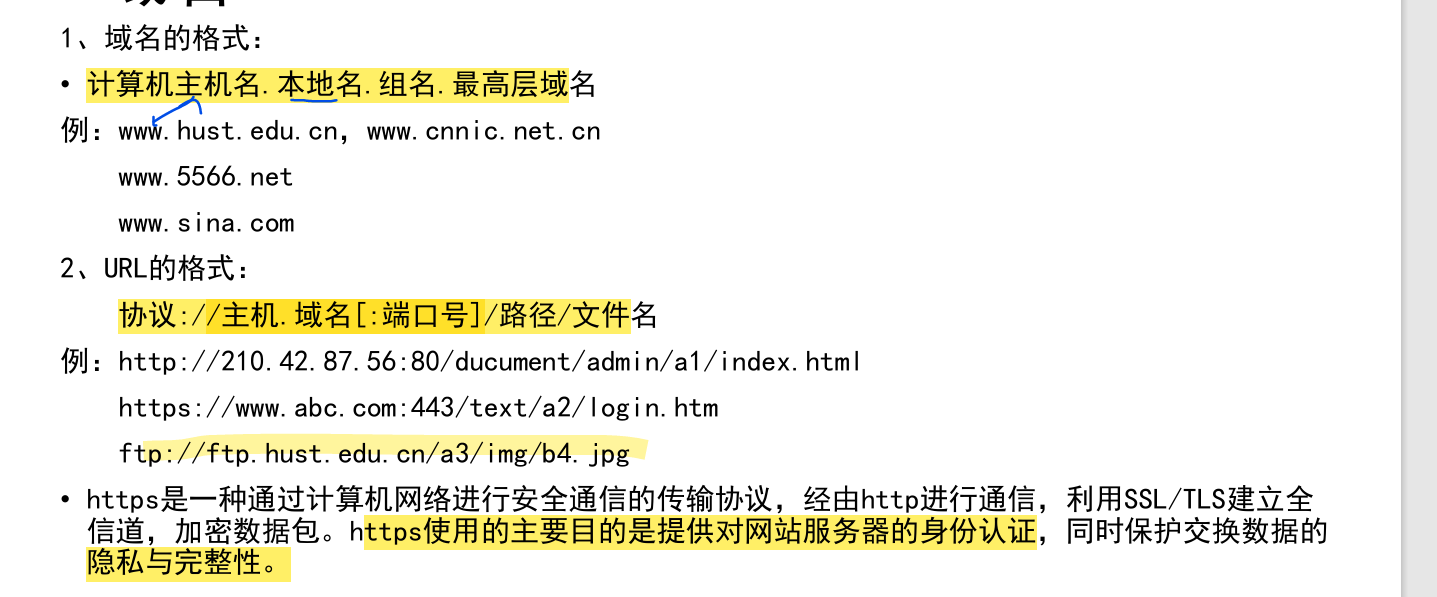 1、域名的格式：
• 计算机主机名.本地名.组名.最高层域名
例：www.hust.edu.cn，www.cnnic.net.cn
www.5566.net
www.sina.com
2、URL的格式：
协议://主机.域名[:端口号]/路径/文件名
例：http://210.42.87.56:80/ducument/admin/a1/index.html
https://www.abc.com:443/text/a2/login.htm
ftp://ftp.hust.edu.cn/a3/img/b4.jpg
• https是一种通过计算机网络进行安全通信的传输协议，经由http进行通信，利用SSL/TLS建立全
信道，加密数据包。https使用的主要目的是提供对网站服务器的身份认证，同时保护交换数据的
隐私与完整性。